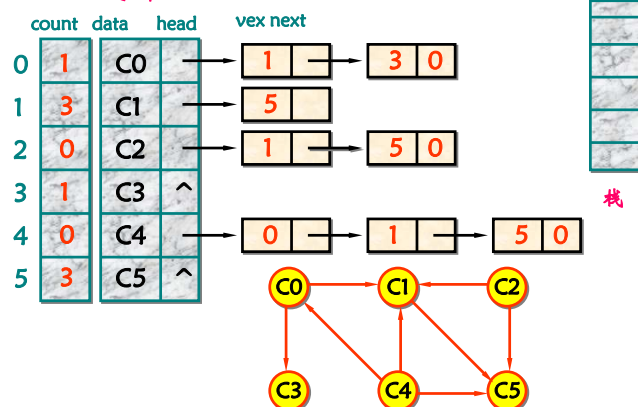 count data head vex next
0 1 C0 1 3 0
1 3 C1 5
2 0 C2 1 5 0
3 1 C3 ^
栈
4 0 C4 0 1 5 0
5 3 C5 ^
C0 C1 C2
C3 C4 C5